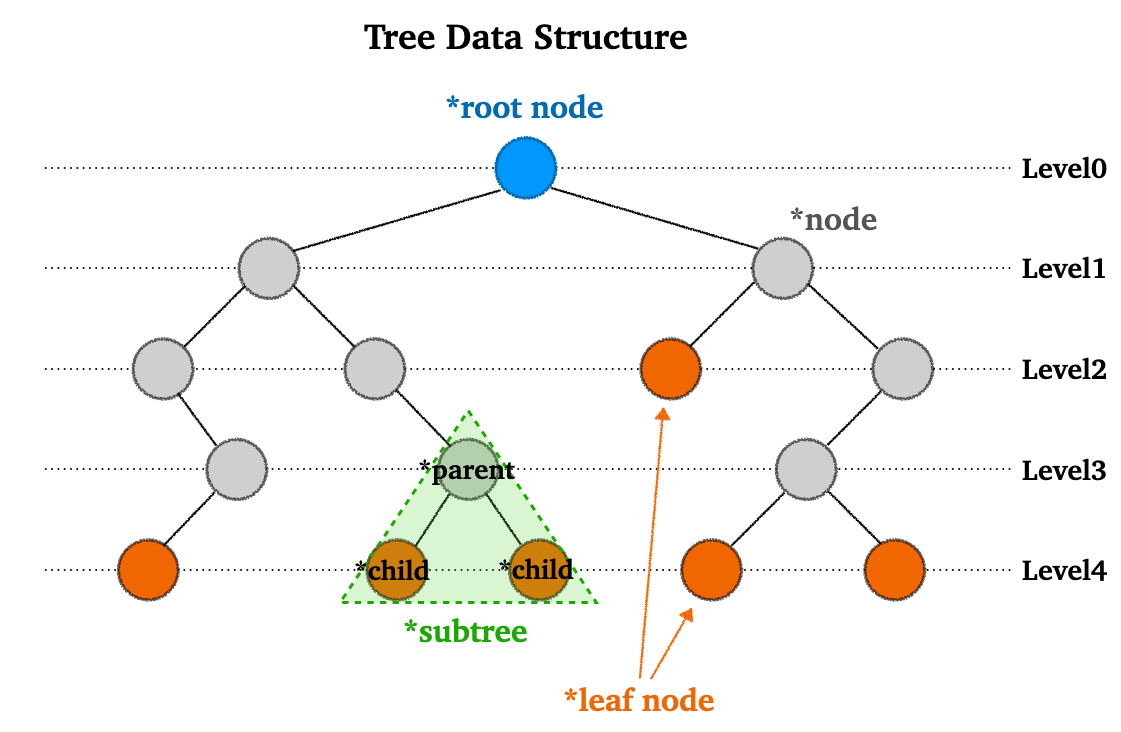 Tree Data Structure
*root node
Level0
*node
Level1
Level2
*parent
Level3
*child
*child
Level4
*subtree
*leaf node